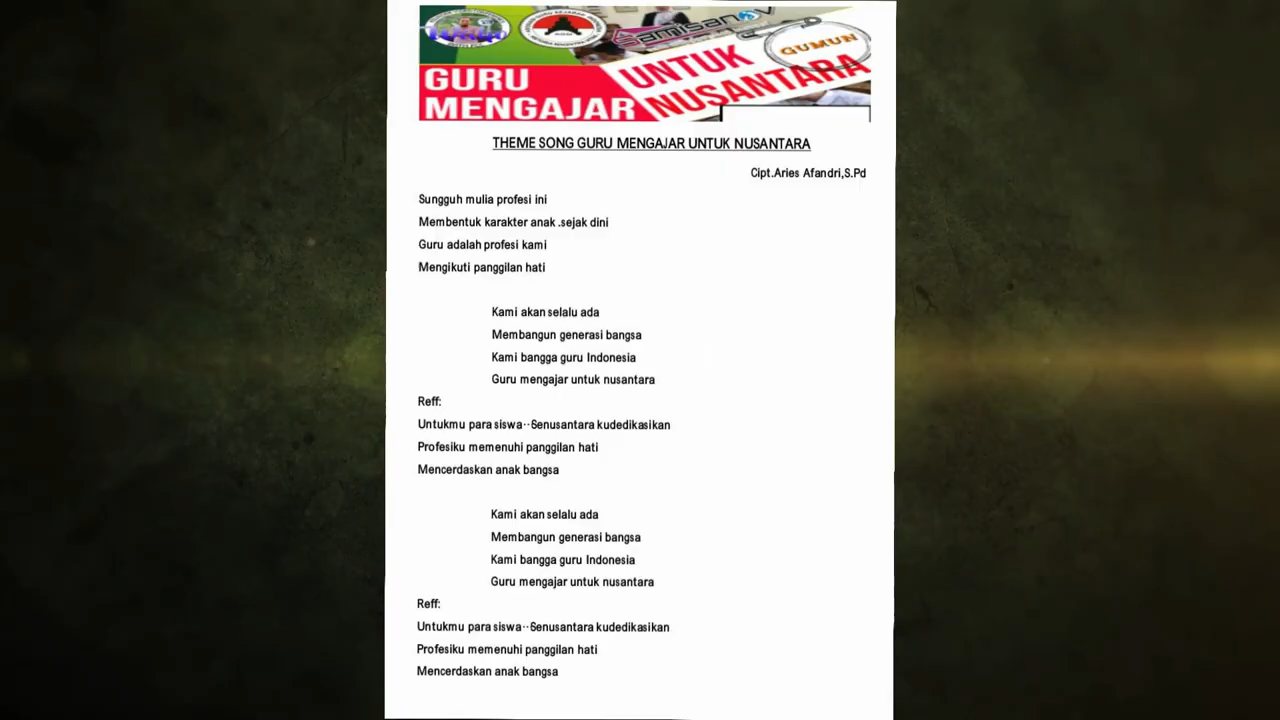 Samisanov
GUMUN
GURU
MENGAJAR
UNTUK
NUSANTARA
THEME SONG GURU MENGAJAR UNTUK NUSANTARA
Cipt.Aries Afandri,S.Pd
Sungguh mulia profesi ini
Membentuk karakter anak .sejak dini
Guru adalah profesi kami
Mengikuti panggilan hati
Kami akan selalu ada
Membangun generasi bangsa
Kami bangga guru Indonesia
Guru mengajar untuk nusantara
Reff:
Untukmu para siswa··Senusantara kudedikasikan
Profesiku memenuhi panggilan hati
Mencerdaskan anak bangsa
Kami akan selalu ada
Membangun generasi bangsa
Kami bangga guru Indonesia
Guru mengajar untuk nusantara
Reff:
Untukmu para siswa··Senusantara kudedikasikan
Profesiku memenuhi panggilan hati
Mencerdaskan anak bangsa